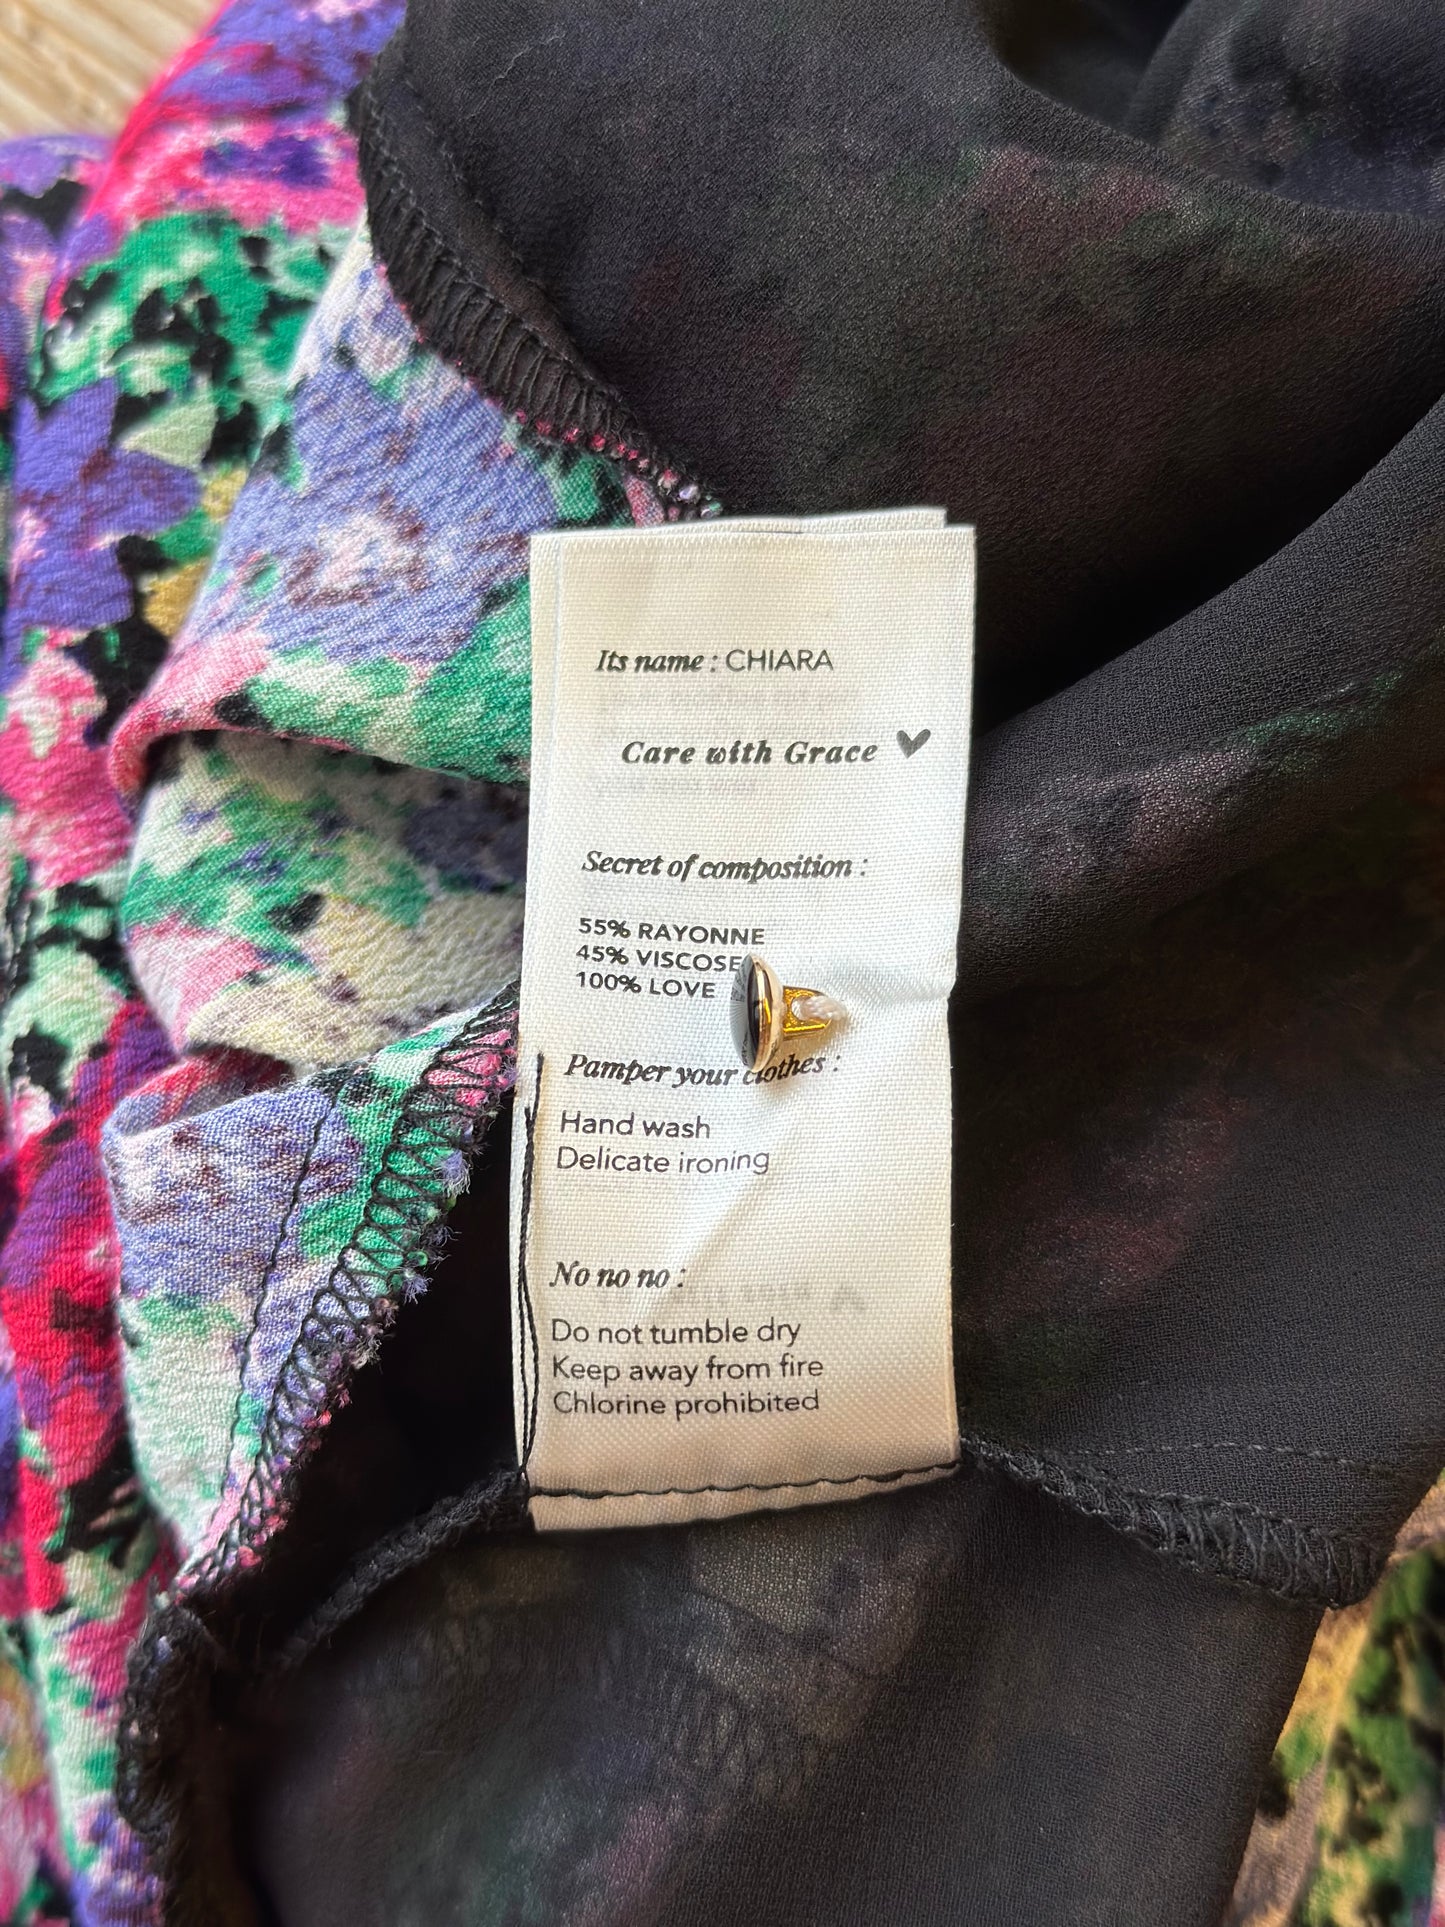 Its name : CHIARA
Care with Grace
Secret of composition :
55% RAYONNE
45% VISCOSE
100% LOVE
Pamper your clothes :
Hand wash
Delicate ironing
No no no :
Do not tumble dry
Keep away from fire
Chlorine prohibited